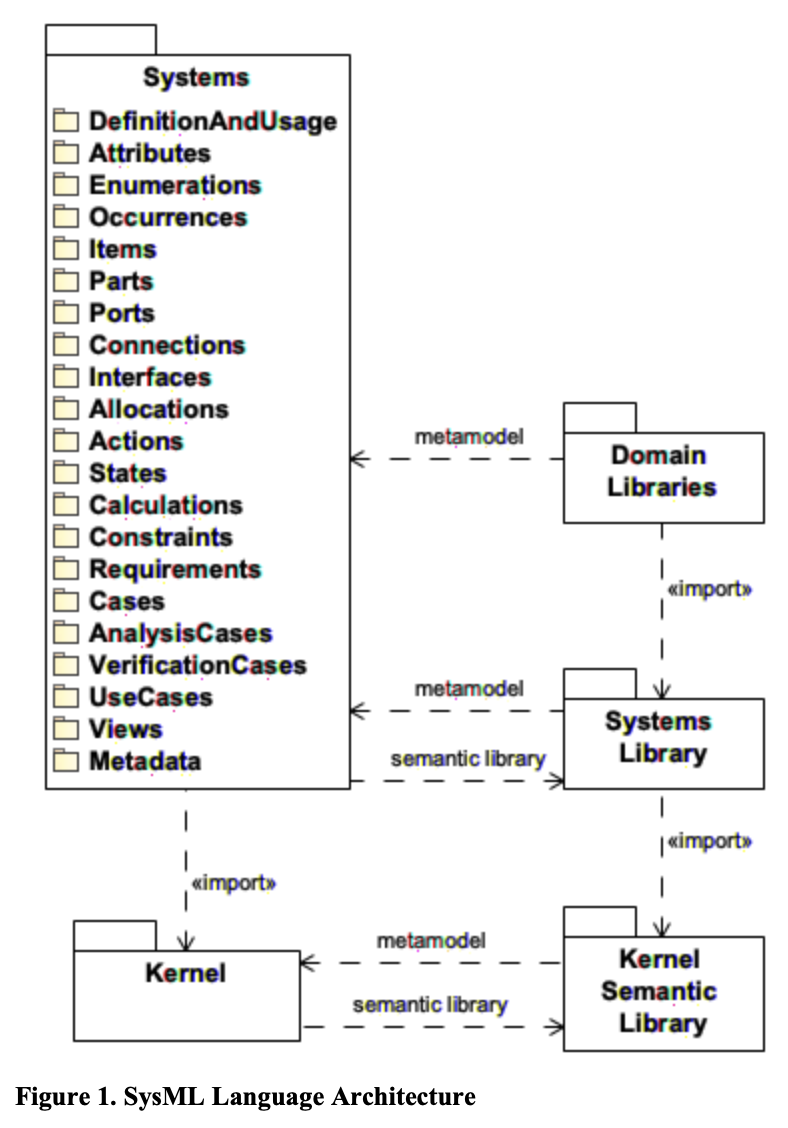 Systems
DefinitionAndUsage
Attributes
Enumerations
Occurrences
Items
Parts
Ports
Connections
Interfaces
Allocations
Actions
States
Calculations
Constraints
Requirements
Cases
AnalysisCases
VerificationCases
UseCases
Views
Metadata
metamodel
Domain
Libraries
«import»
metamodel
semantic library
Systems
Library
«import»
«import»
Kernel
metamodel
semantic library
Kernel
Semantic
Library
Figure 1. SysML Language Architecture